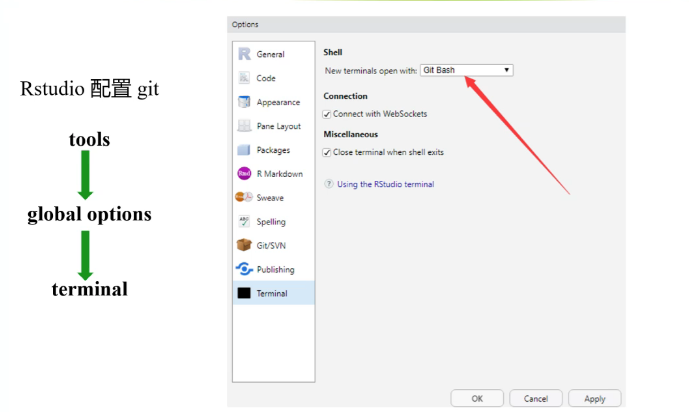 Rstudio 配置 git
tools
global options
terminal
Options
General
Code
Appearance
Pane Layout
Packages
Rmd R Markdown
Sweave
ABC Spelling
Git/SVN
Publishing
Terminal
Shell
New terminals open with: Git Bash
Connection
Connect with WebSockets
Miscellaneous
Close terminal when shell exits
? Using the RStudio terminal
OK Cancel Apply